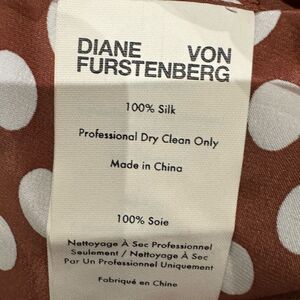 DIANE VON
FURSTENBERG
100% Silk
Professional Dry Clean Only
Made in China
100% Soie
Nettoyage À Sec Professionnel
Seulement / Nettoyage À Sec
Par Un Professionel Uniquement
Fabriqué en Chine